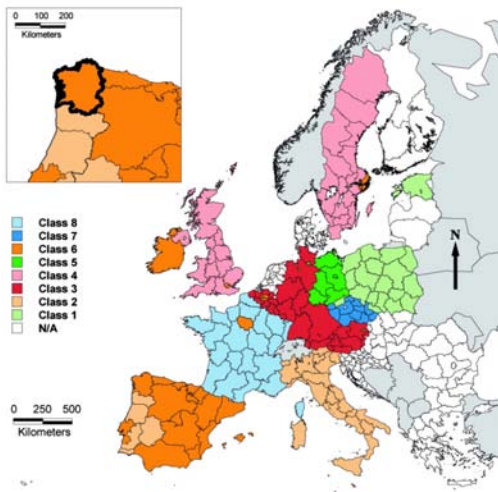 0 100 200
Kilometers
N
Class 8
Class 7
Class 6
Class 5
Class 4
Class 3
Class 2
Class 1
N/A
0 250 500
Kilometers